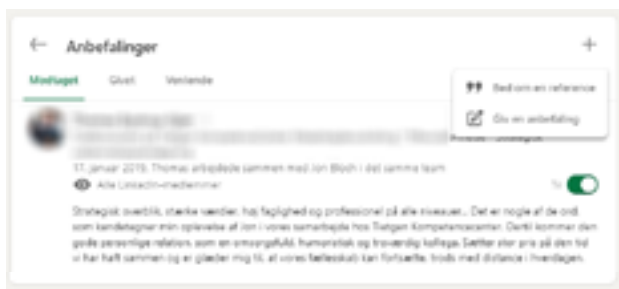 Anbefalinger
Modtaget Givet Ventende
Bed om en reference
Giv en anbefaling
17. januar 2019, Thomas arbejdede sammen med Jon Bloch i det samme team
Alle LinkedIn-medlemmer
Strategisk overblik, stærke værdier, høj faglighed og professionel på alle niveauer... Det er nogle af de ord,
som kendetegner min oplevelse af Jon i vores samarbejde hos Tietgen Kompetencecenter. Dertil kommer den
gode personlige relation, som en omsorgsfuld, humoristisk og troværdig kollega. Sætter stor pris på den tid
vi har haft sammen og er glæder mig til, at vores fællesskab kan fortsætte, trods med distance i hverdagen.